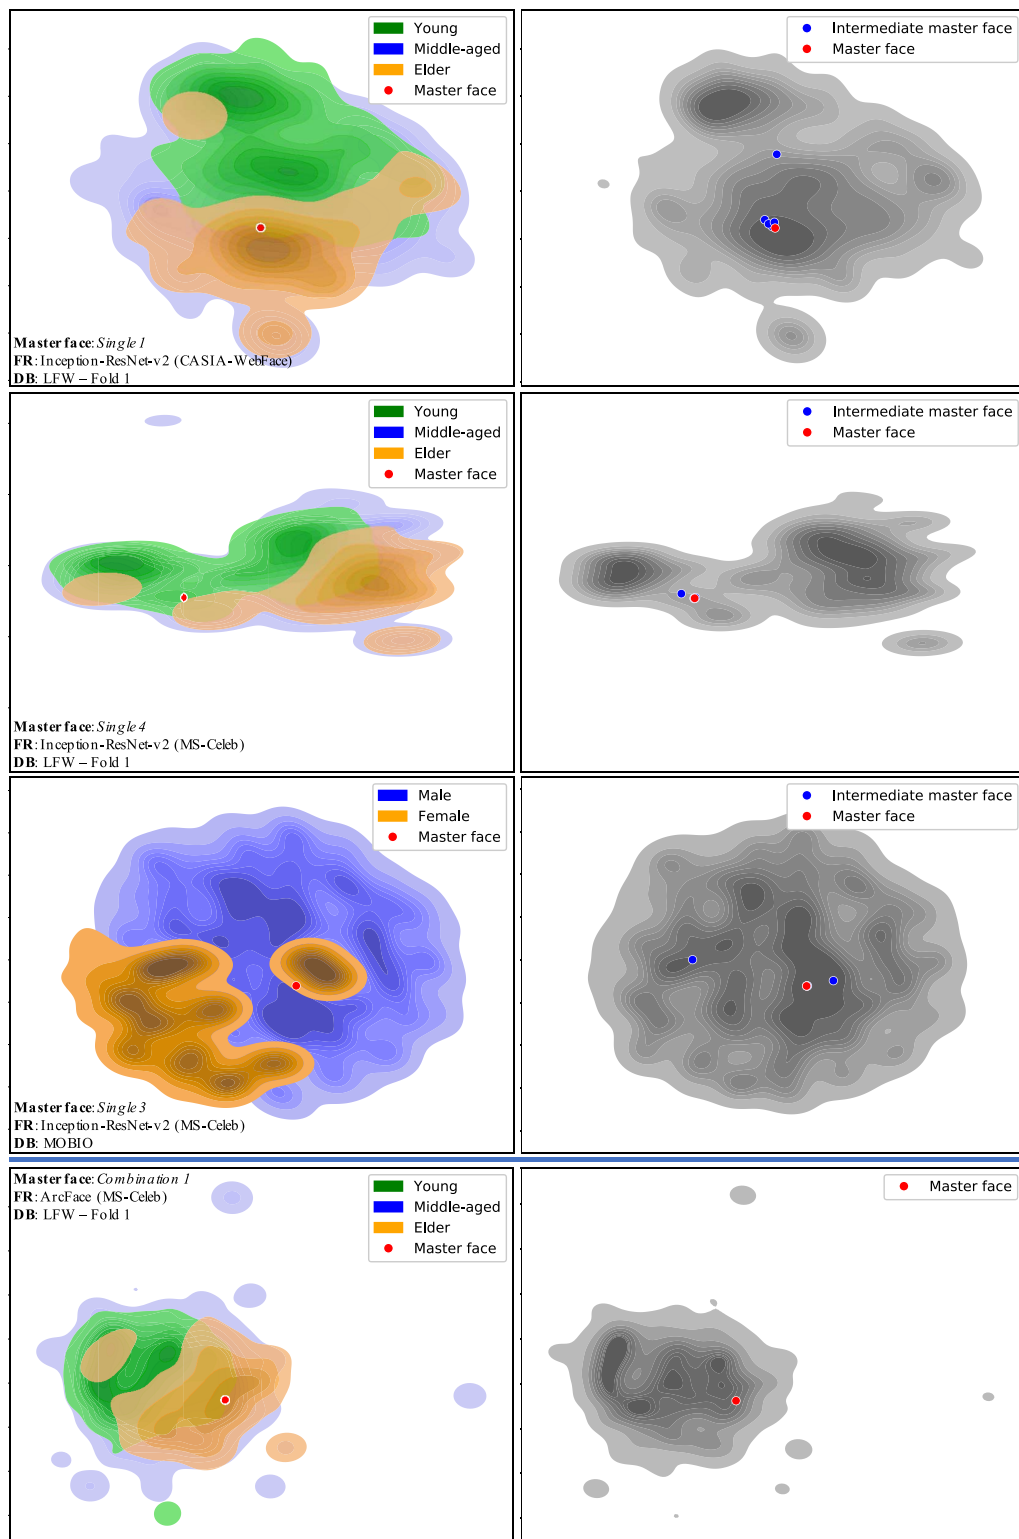 Young
Middle-aged
Elder
Master face
Master face: Single 1
FR: Inception-ResNet-v2 (CASIA-WebFace)
DB: LFW – Fold 1
Intermediate master face
Master face
Young
Middle-aged
Elder
Master face
Master face: Single 4
FR: Inception-ResNet-v2 (MS-Celeb)
DB: LFW – Fold 1
Intermediate master face
Master face
Male
Female
Master face
Master face: Single 3
FR: Inception-ResNet-v2 (MS-Celeb)
DB: MOBIO
Intermediate master face
Master face
Master face: Combination 1
FR: ArcFace (MS-Celeb)
DB: LFW – Fold 1
Young
Middle-aged
Elder
Master face
Master face